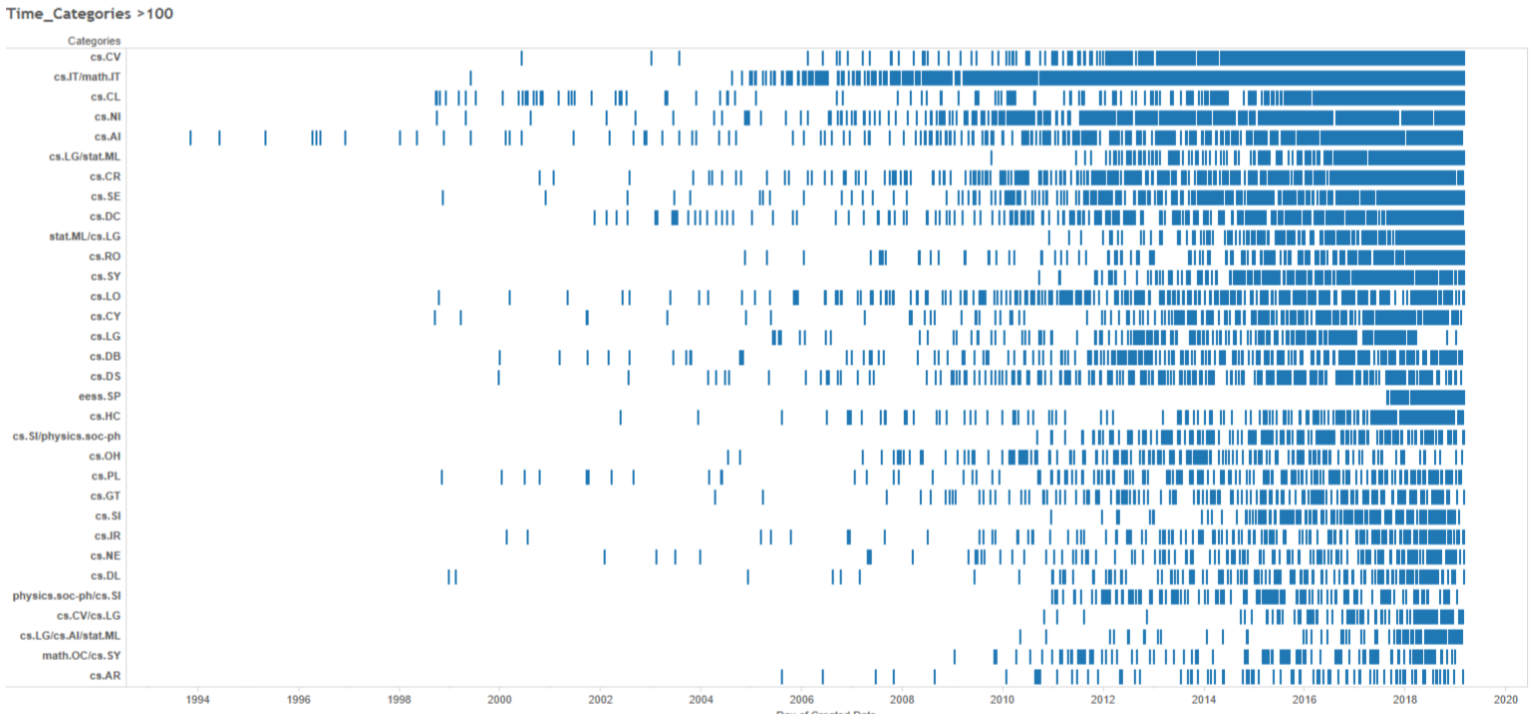 Time_Categories >100
Categories
cs.CV
cs.IT/math.IT
cs.CL
cs.NI
cs.AI
cs.LG/stat.ML
cs.CR
cs.SE
cs.DC
stat.ML/cs.LG
cs.RO
cs.SY
cs.LO
cs.CY
cs.LG
cs.DB
cs.DS
eess.SP
cs.HC
cs.SI/physics.soc-ph
cs.OH
cs.PL
cs.GT
cs.SI
cs.IR
cs.NE
cs.DL
physics.soc-ph/cs.SI
cs.CV/cs.LG
cs.LG/cs.AI/stat.ML
math.OC/cs.SY
cs.AR
1994 1996 1998 2000 2002 2004 2006 2008 2010 2012 2014 2016 2018 2020
Day of Created Date